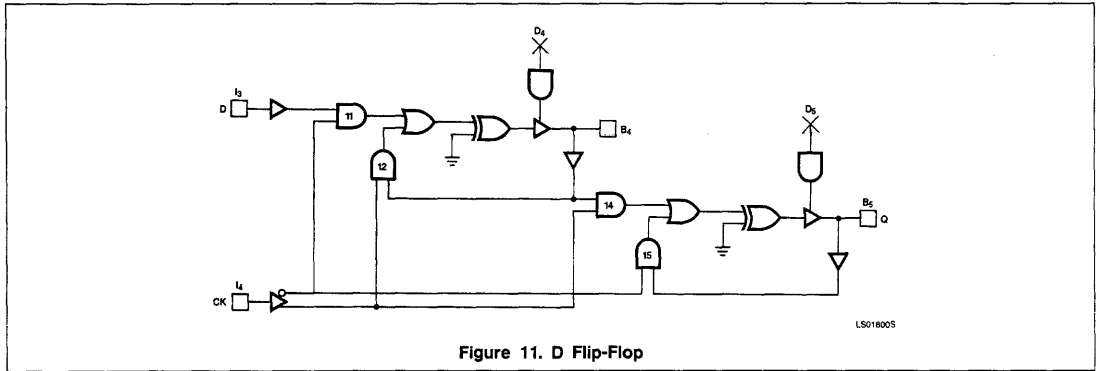 D4
I3
D
11
B4
D5
12
14
B5
Q
15
I4
CK
LS01800S
Figure 11. D Flip-Flop